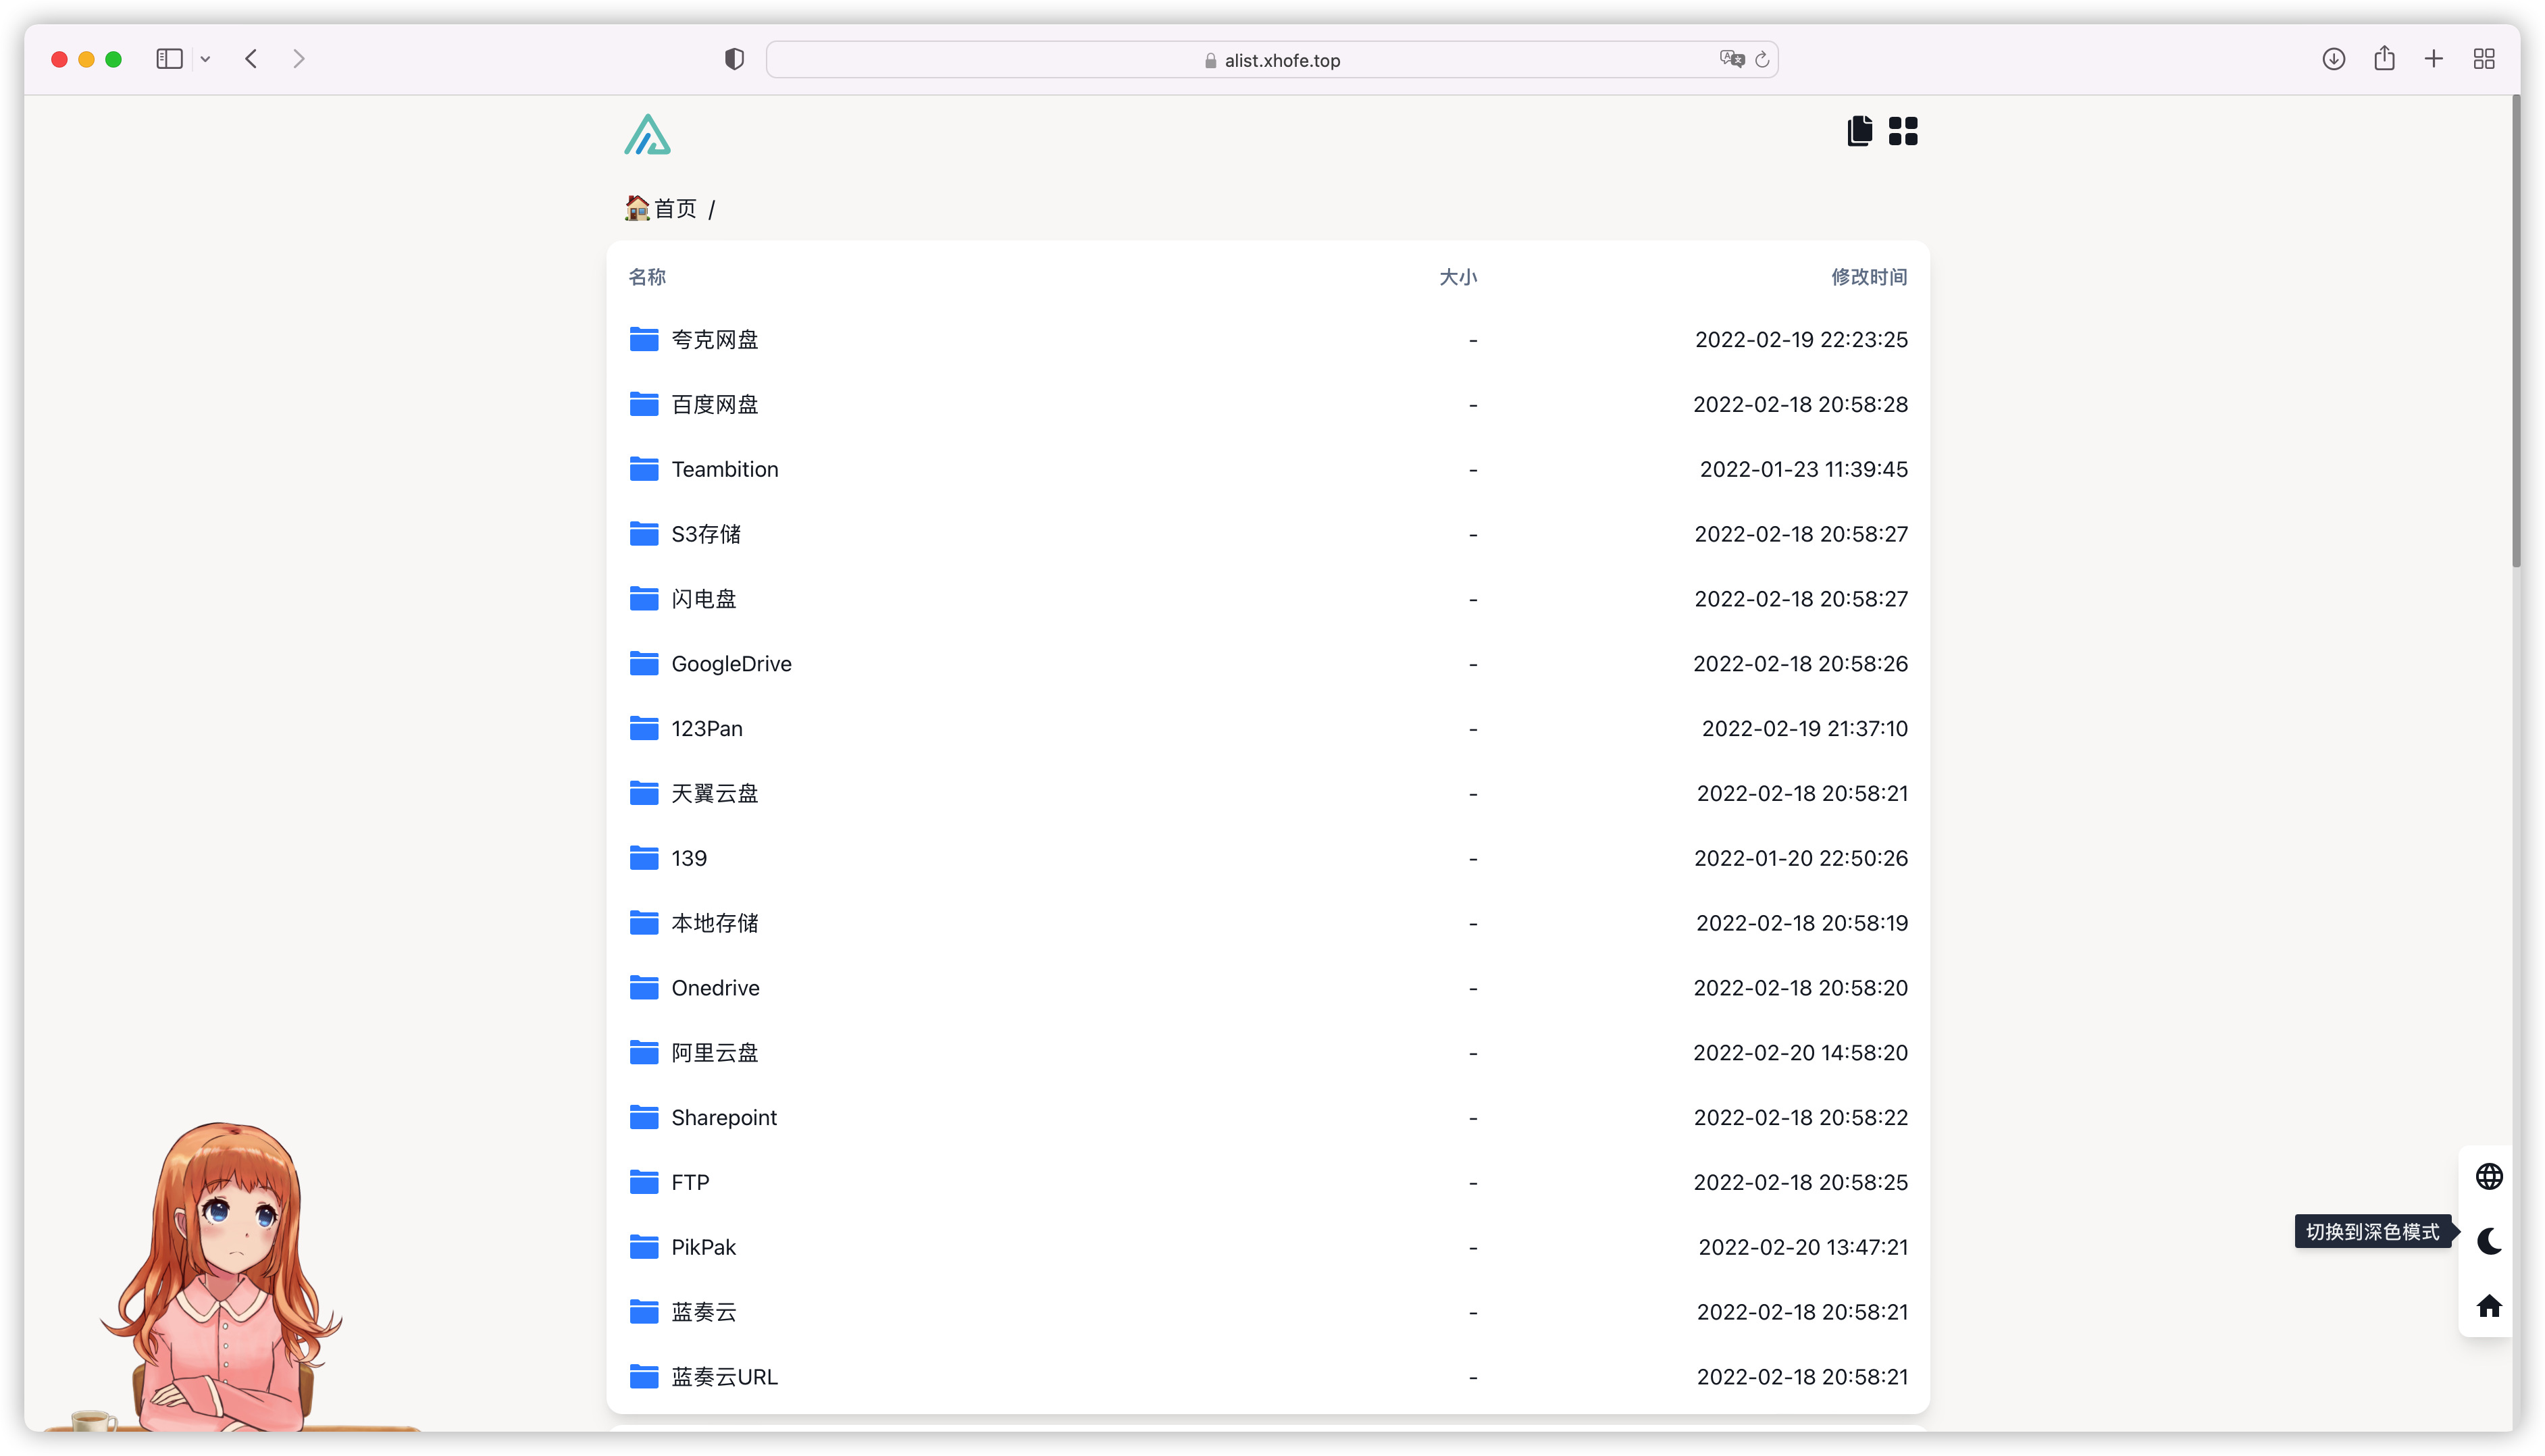 alist.xhofe.top
首页 /
名称 大小 修改时间
夸克网盘 - 2022-02-19 22:23:25
百度网盘 - 2022-02-18 20:58:28
Teambition - 2022-01-23 11:39:45
S3存储 - 2022-02-18 20:58:27
闪电盘 - 2022-02-18 20:58:27
GoogleDrive - 2022-02-18 20:58:26
123Pan - 2022-02-19 21:37:10
天翼云盘 - 2022-02-18 20:58:21
139 - 2022-01-20 22:50:26
本地存储 - 2022-02-18 20:58:19
Onedrive - 2022-02-18 20:58:20
阿里云盘 - 2022-02-20 14:58:20
Sharepoint - 2022-02-18 20:58:22
FTP - 2022-02-18 20:58:25
切换到深色模式
PikPak - 2022-02-20 13:47:21
蓝奏云 - 2022-02-18 20:58:21
蓝奏云URL - 2022-02-18 20:58:21